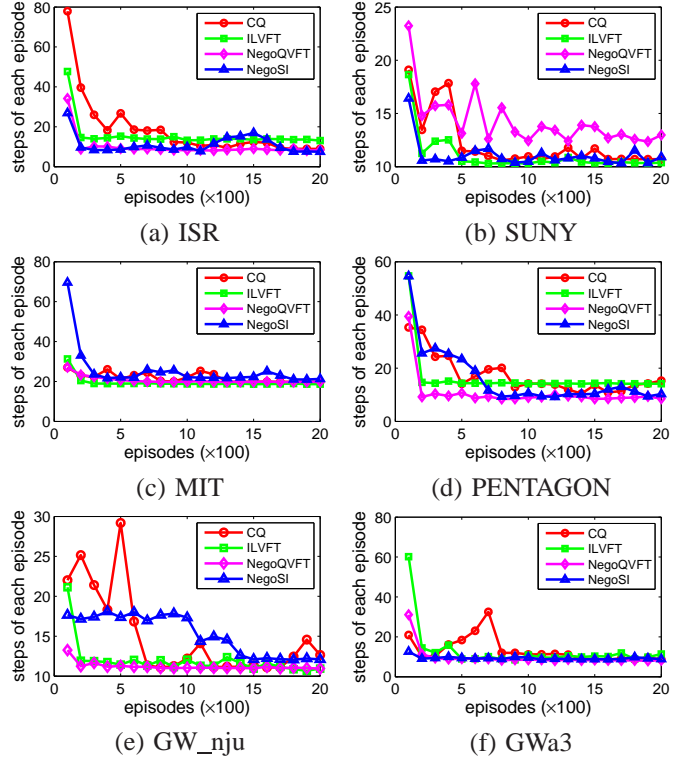 80
60
40
20
0
0 5 10 15 20
steps of each episode
episodes (×100)
CQ
ILVFT
NegoQVFT
NegoSI
(a) ISR
25
20
15
10
0 5 10 15 20
steps of each episode
episodes (×100)
CQ
ILVFT
NegoQVFT
NegoSI
(b) SUNY
80
60
40
20
0
0 5 10 15 20
steps of each episode
episodes (×100)
CQ
ILVFT
NegoQVFT
NegoSI
(c) MIT
60
40
20
0
0 5 10 15 20
steps of each episode
episodes (×100)
CQ
ILVFT
NegoQVFT
NegoSI
(d) PENTAGON
30
25
20
15
10
0 5 10 15 20
steps of each episode
episodes (×100)
CQ
ILVFT
NegoQVFT
NegoSI
(e) GW_nju
80
60
40
20
0
0 5 10 15 20
steps of each episode
episodes (×100)
CQ
ILVFT
NegoQVFT
NegoSI
(f) GWa3